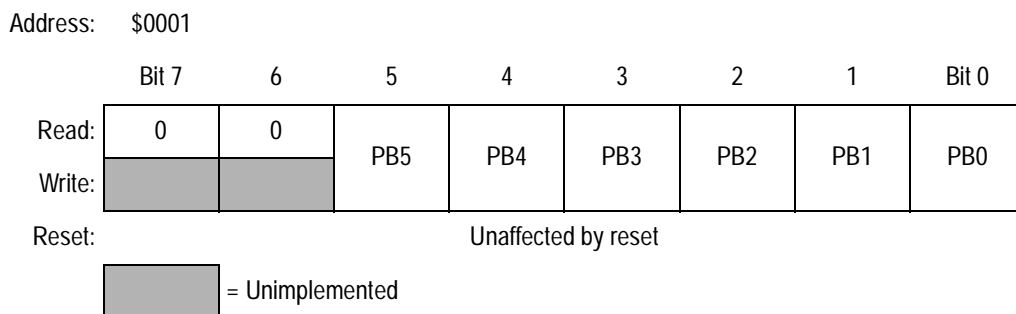 Address: $0001
Bit 7 6 5 4 3 2 1 Bit 0
Read: 0 0 PB5 PB4 PB3 PB2 PB1 PB0
Write:
Reset: Unaffected by reset
= Unimplemented